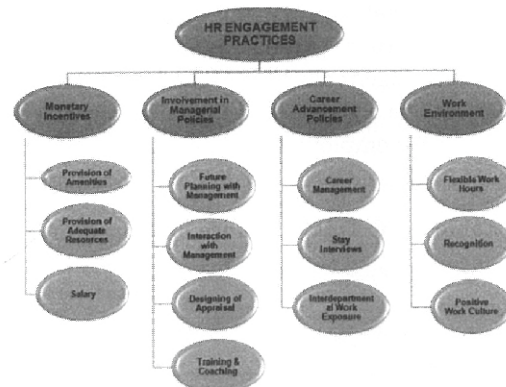 HR ENGAGEMENT
PRACTICES
Monetary
Incentives
Involvement in
Managerial
Policies
Career
Advancement
Policies
Work
Environment
Provision of
Amenities
Provision of
Adequate
Resources
Salary
Future
Planning with
Management
Interaction
with
Management
Designing of
Appraisal
Training &
Coaching
Career
Management
Stay
Interviews
Interdepartment
al Work
Exposure
Flexible Work
Hours
Recognition
Positive
Work Culture